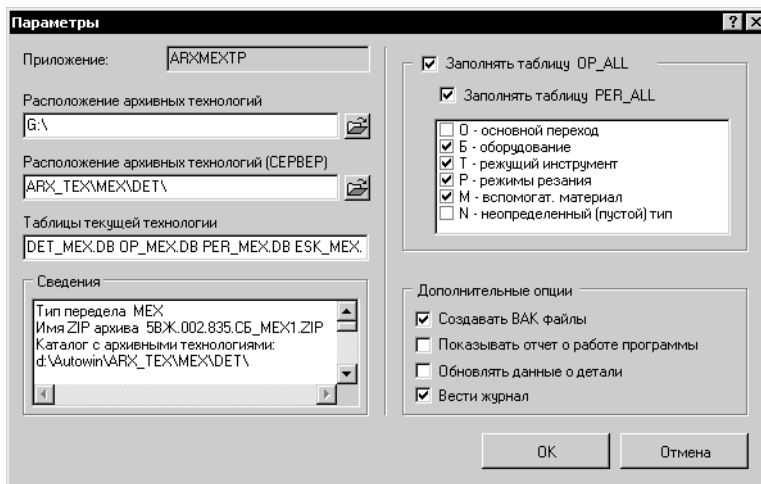 Параметры
Приложение:
ARXMEXTP
Расположение архивных технологий
G:\
Расположение архивных технологий (СЕРВЕР)
ARX_TEX\MEX\DET\
Таблицы текущей технологии
DET_MEX.DB OP_MEX.DB PER_MEX.DB ESK_MEX.
Сведения
Тип передела MEX
Имя ZIP архива 5ВЖ.002.835.СБ_MEX1.ZIP
Каталог с архивными технологиями:
d:\Autowin\ARX_TEX\MEX\DET\
Заполнять таблицу OP_ALL
Заполнять таблицу PER_ALL
О - основной переход
Б - оборудование
Т - режущий инструмент
Р - режимы резания
М - вспомогат. материал
N - неопределенный (пустой) тип
Дополнительные опции
Создавать BAK файлы
Показывать отчет о работе программы
Обновлять данные о детали
Вести журнал
OK
Отмена